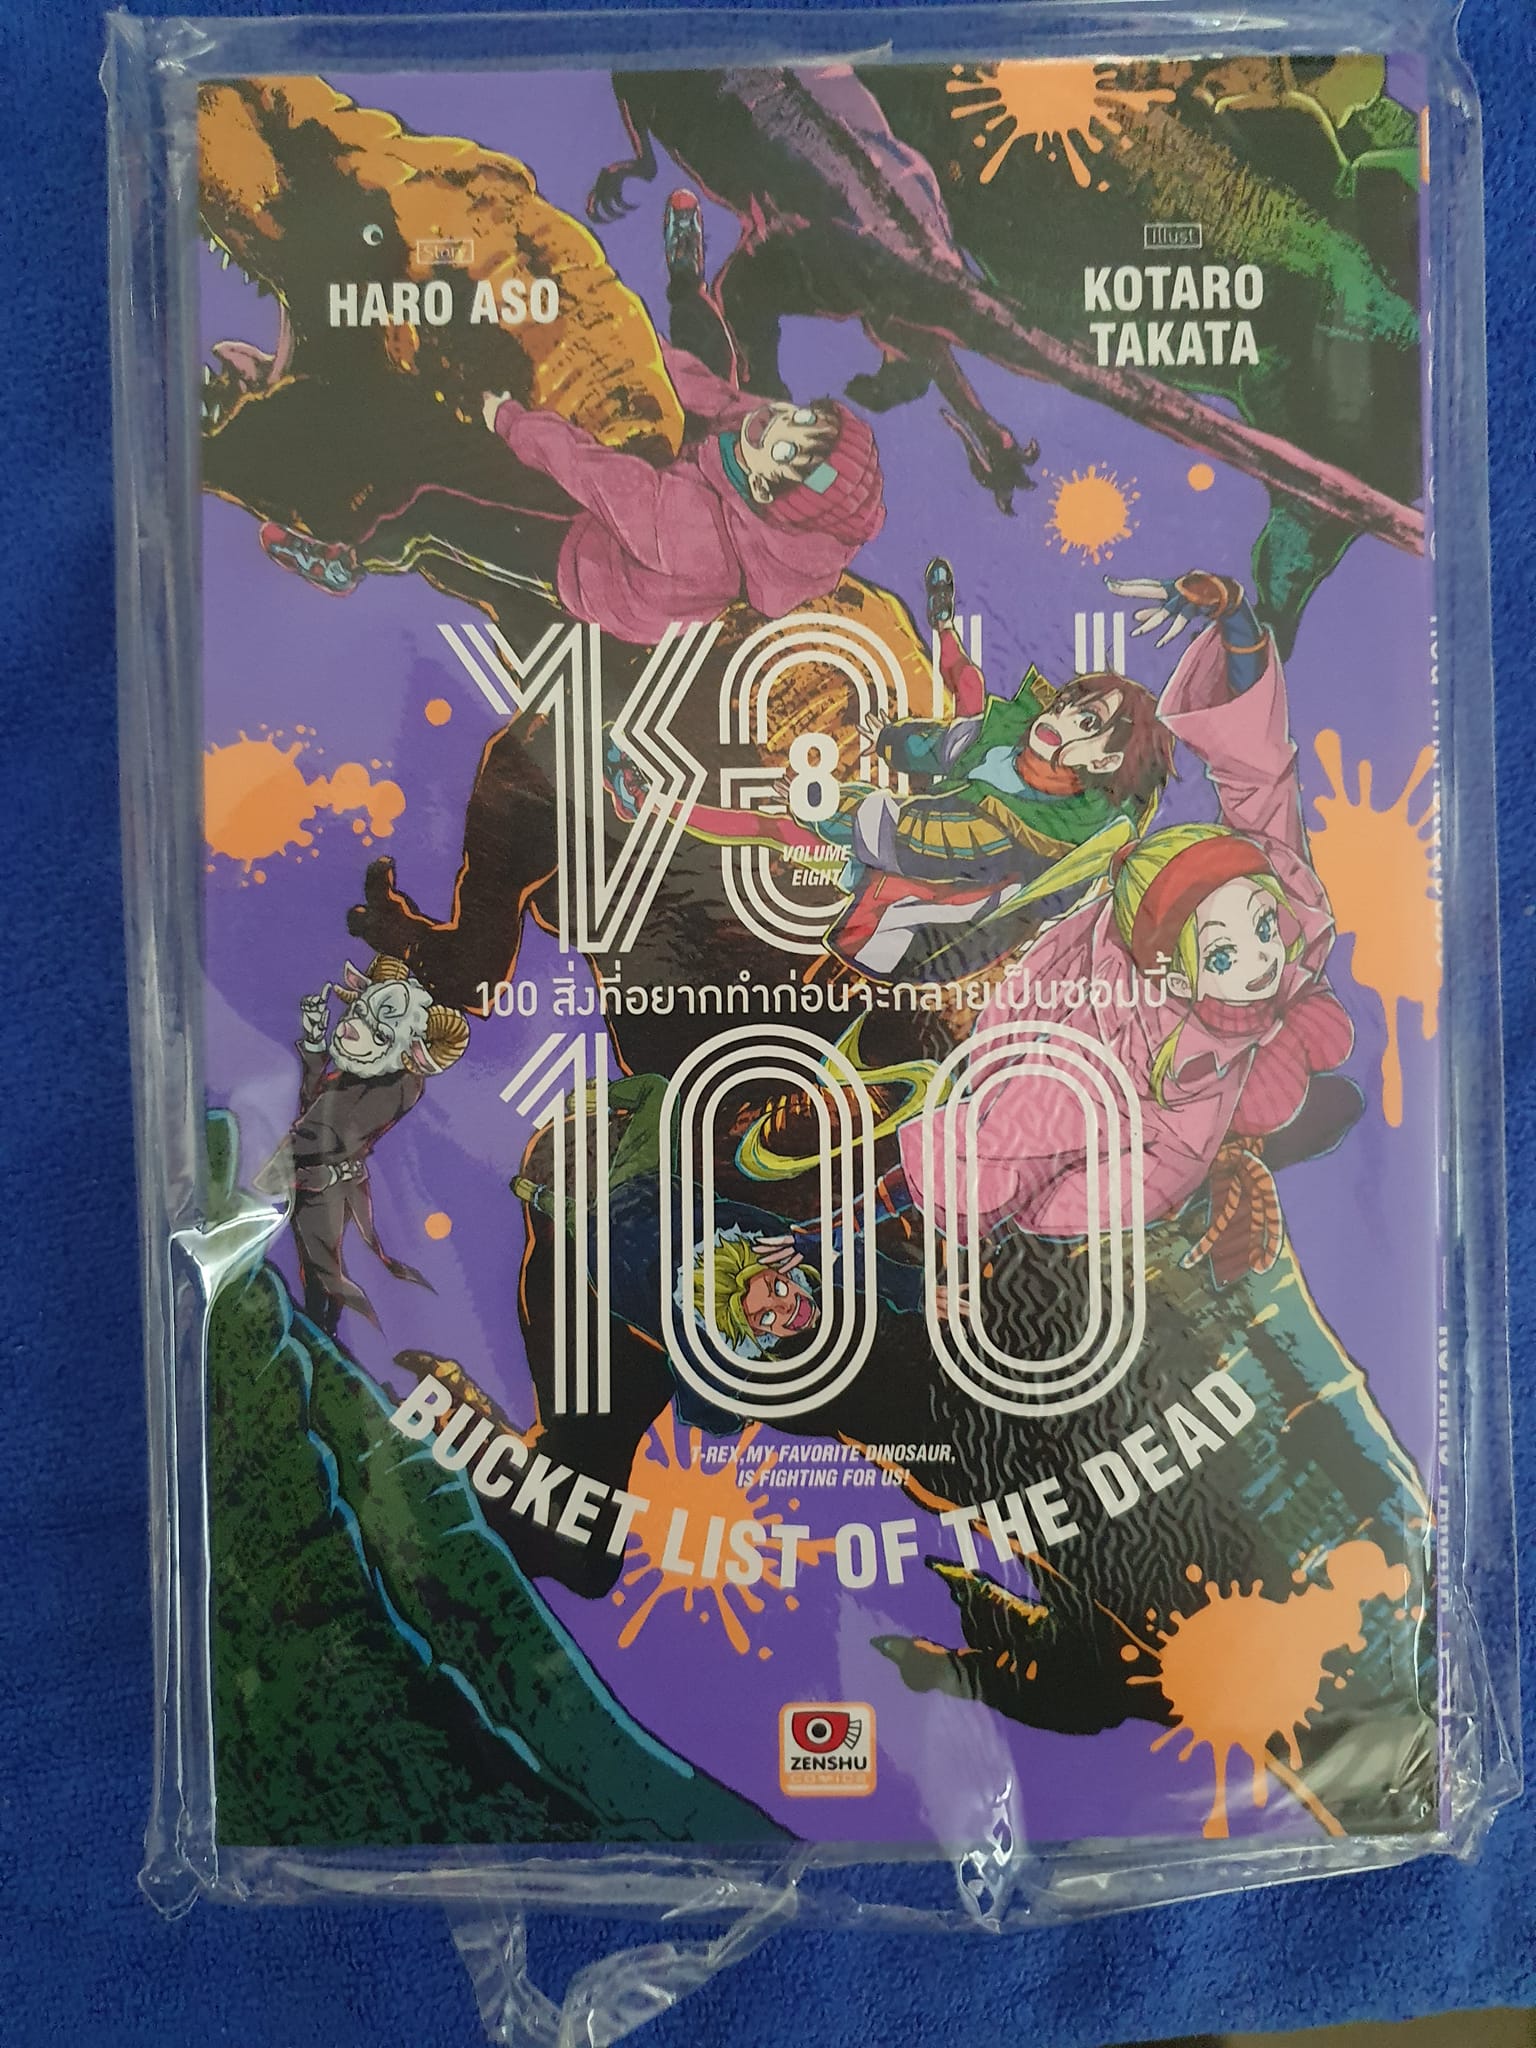 Story
HARO ASO
Illust
KOTARO
TAKATA
8
VOLUME
EIGHT
100 สิ่งที่อยากทำก่อนจะกลายเป็นซอมบี้
100
BUCKET LIST OF THE DEAD
T-REX, MY FAVORITE DINOSAUR,
IS FIGHTING FOR US!
ZENSHU
COMICS